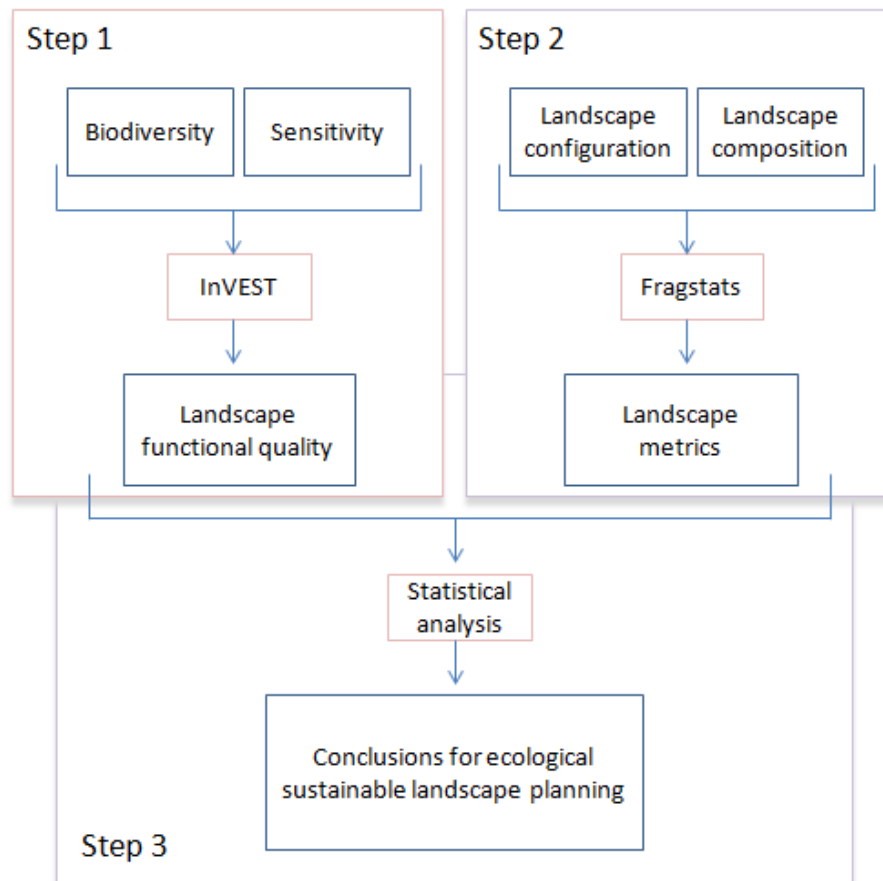 Step 1
Biodiversity
Sensitivity
InVEST
Landscape
functional quality
Step 2
Landscape
configuration
Landscape
composition
Fragstats
Landscape
metrics
Statistical
analysis
Conclusions for ecological
sustainable landscape planning
Step 3